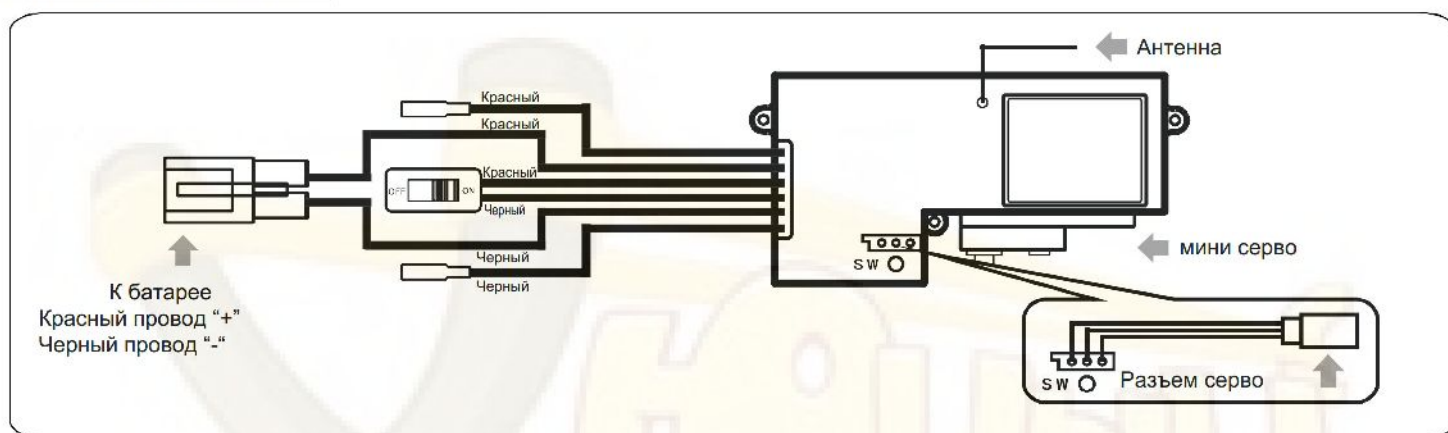 Антенна
Красный
Красный
Красный
OFF
ON
Черный
мини серво
SW
Черный
Черный
К батарее
Красный провод “+”
Черный провод “-“
SW
Разъем серво